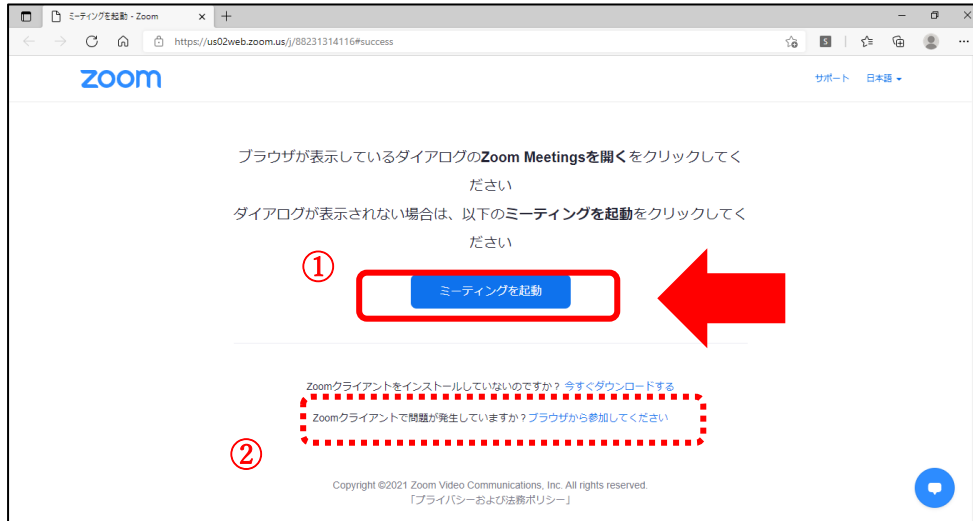 ミーティングを起動 - Zoom
https://us02web.zoom.us/j/88231314116#success
S
zoom
サポート 日本語
ブラウザが表示しているダイアログのZoom Meetingsを開くをクリックしてく
ださい
ダイアログが表示されない場合は、以下のミーティングを起動をクリックしてく
ださい
①
ミーティングを起動
Zoomクライアントをインストールしていないのですか？ 今すぐダウンロードする
Zoomクライアントで問題が発生していますか？ブラウザから参加してください
②
Copyright ©2021 Zoom Video Communications, Inc. All rights reserved.
「プライバシーおよび法務ポリシー」